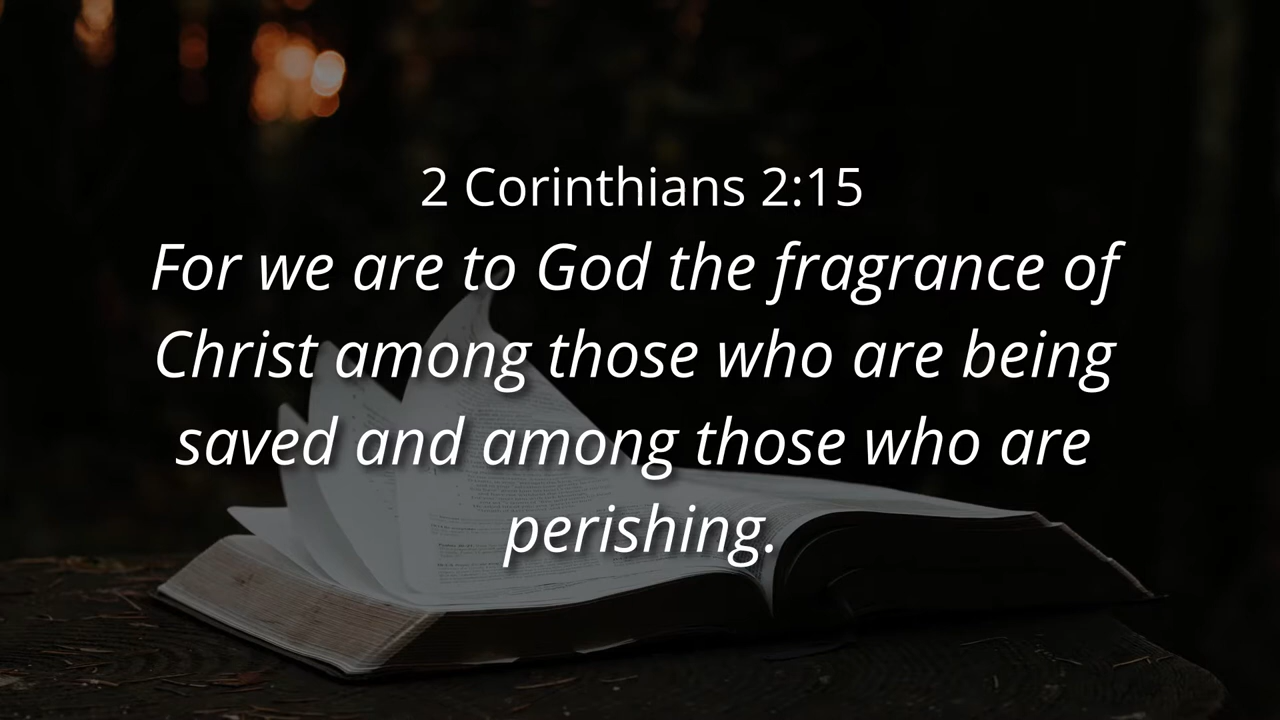 2 Corinthians 2:15
For we are to God the fragrance of
Christ among those who are being
saved and among those who are
perishing.